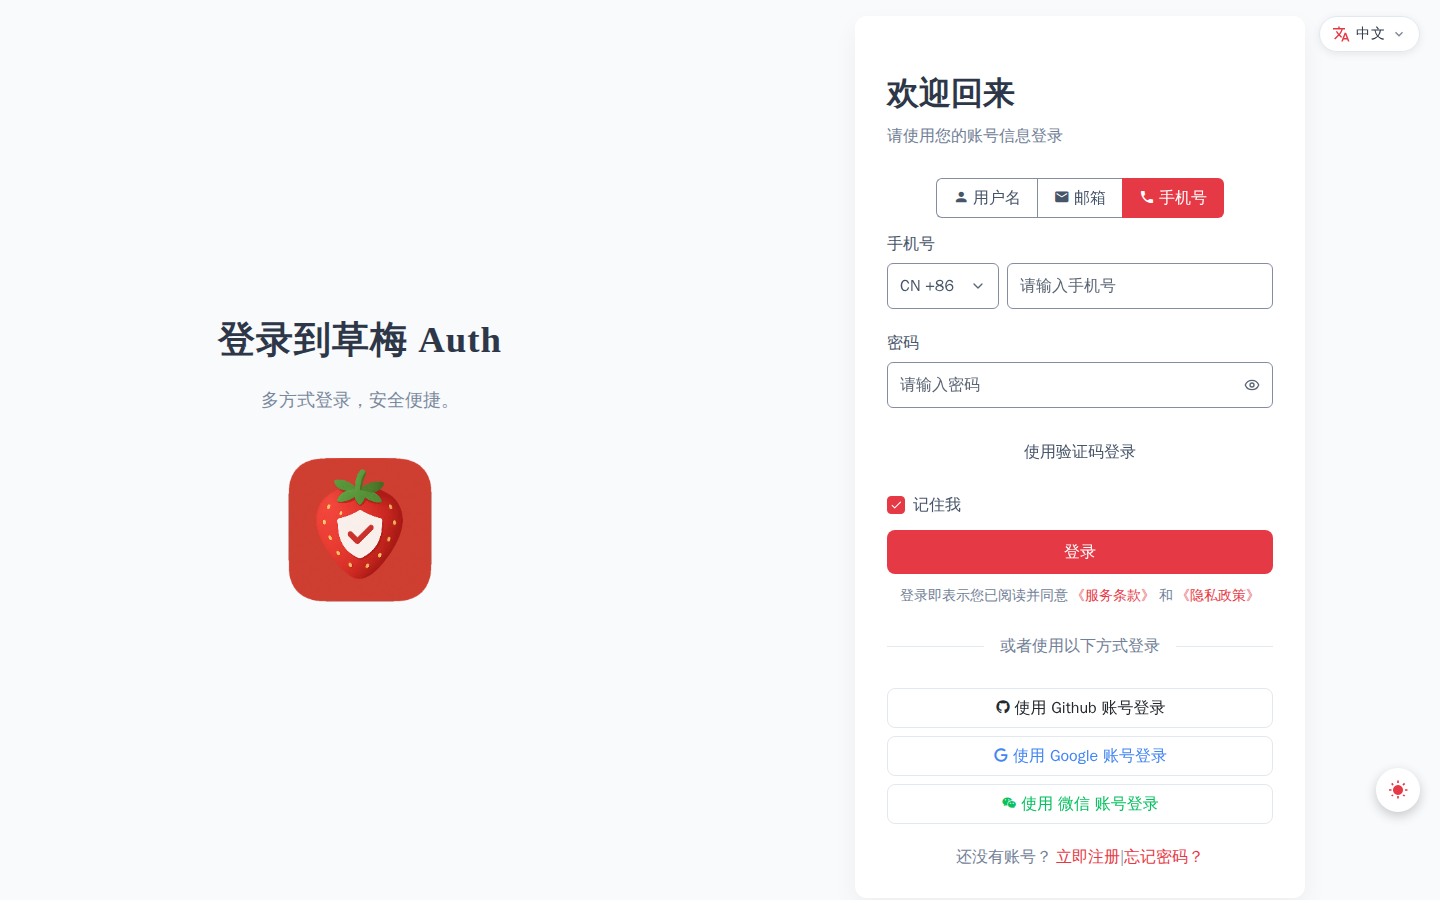 中文
登录到草梅 Auth
多方式登录，安全便捷。
欢迎回来
请使用您的账号信息登录
用户名 邮箱 手机号
手机号
CN +86 请输入手机号
密码
请输入密码
使用验证码登录
记住我
登录
登录即表示您已阅读并同意《服务条款》 和《隐私政策》
或者使用以下方式登录
使用 Github 账号登录
使用 Google 账号登录
使用 微信 账号登录
还没有账号？ 立即注册|忘记密码？